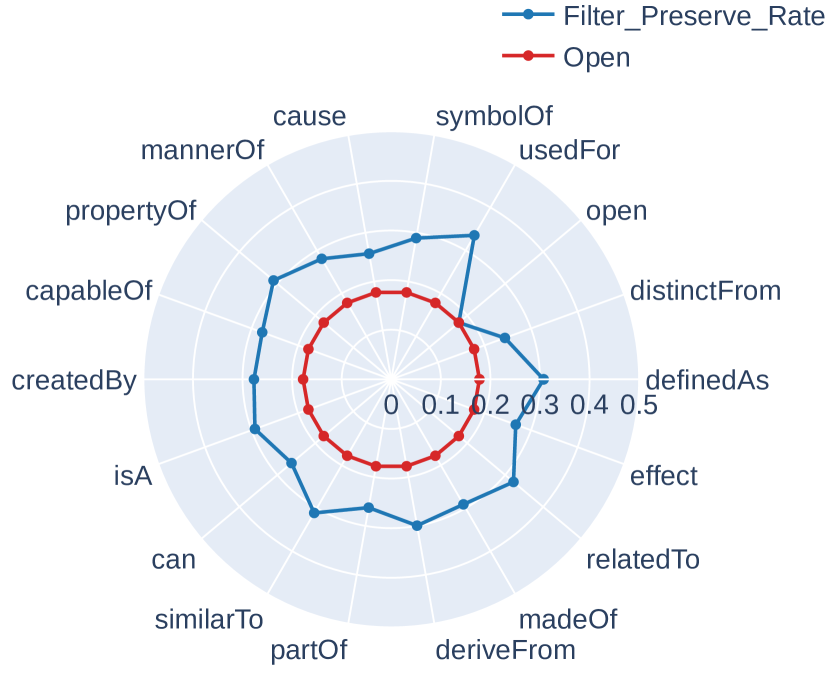 Filter_Preserve_Rate
Open
cause
symbolOf
mannerOf
usedFor
propertyOf
open
capableOf
distinctFrom
createdBy
definedAs
0 0.1 0.2 0.3 0.4 0.5
isA
effect
can
relatedTo
similarTo
madeOf
partOf
deriveFrom